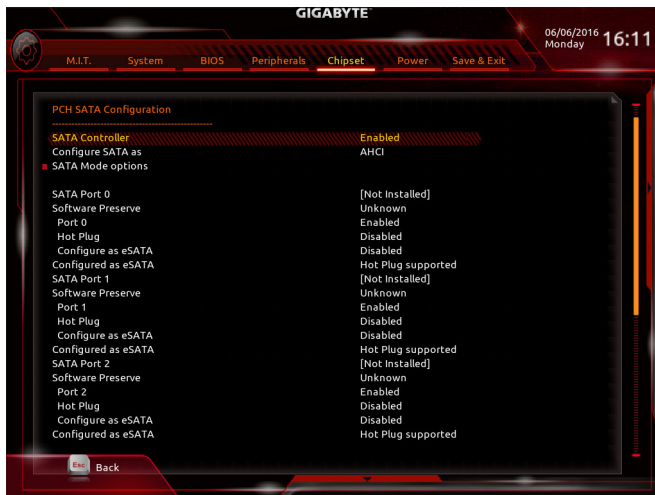 GIGABYTE™
06/06/2016
Monday
16:11
M.I.T. System BIOS Peripherals Chipset Power Save & Exit
PCH SATA Configuration
----------------------------------------------------
SATA Controller Enabled
Configure SATA as AHCI
SATA Mode options
SATA Port 0 [Not Installed]
Software Preserve Unknown
Port 0 Enabled
Hot Plug Disabled
Configure as eSATA Disabled
Configured as eSATA Hot Plug supported
SATA Port 1 [Not Installed]
Software Preserve Unknown
Port 1 Enabled
Hot Plug Disabled
Configure as eSATA Disabled
Configured as eSATA Hot Plug supported
SATA Port 2 [Not Installed]
Software Preserve Unknown
Port 2 Enabled
Hot Plug Disabled
Configure as eSATA Disabled
Configured as eSATA Hot Plug supported
Esc Back